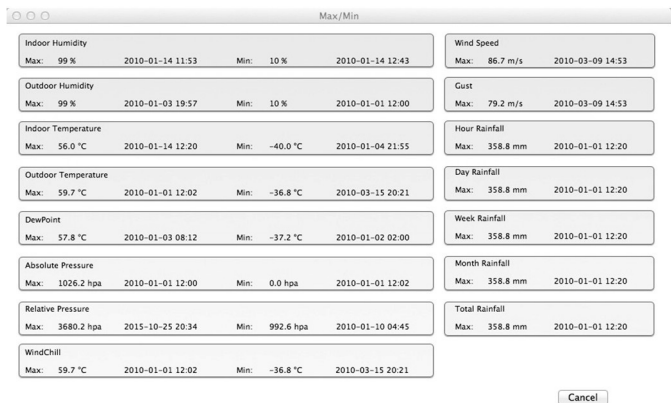 Max/Min
Indoor Humidity
Max: 99 % 2010-01-14 11:53 Min: 10 % 2010-01-14 12:43
Outdoor Humidity
Max: 99 % 2010-01-03 19:57 Min: 10 % 2010-01-01 12:00
Indoor Temperature
Max: 56.0 °C 2010-01-14 12:20 Min: -40.0 °C 2010-01-04 21:55
Outdoor Temperature
Max: 59.7 °C 2010-01-01 12:02 Min: -36.8 °C 2010-03-15 20:21
DewPoint
Max: 57.8 °C 2010-01-03 08:12 Min: -37.2 °C 2010-01-02 02:00
Absolute Pressure
Max: 1026.2 hpa 2010-01-01 12:00 Min: 0.0 hpa 2010-01-01 12:02
Relative Pressure
Max: 3680.2 hpa 2015-10-25 20:34 Min: 992.6 hpa 2010-01-10 04:45
WindChill
Max: 59.7 °C 2010-01-01 12:02 Min: -36.8 °C 2010-03-15 20:21
Wind Speed
Max: 86.7 m/s 2010-03-09 14:53
Gust
Max: 79.2 m/s 2010-03-09 14:53
Hour Rainfall
Max: 358.8 mm 2010-01-01 12:20
Day Rainfall
Max: 358.8 mm 2010-01-01 12:20
Week Rainfall
Max: 358.8 mm 2010-01-01 12:20
Month Rainfall
Max: 358.8 mm 2010-01-01 12:20
Total Rainfall
Max: 358.8 mm 2010-01-01 12:20
Cancel